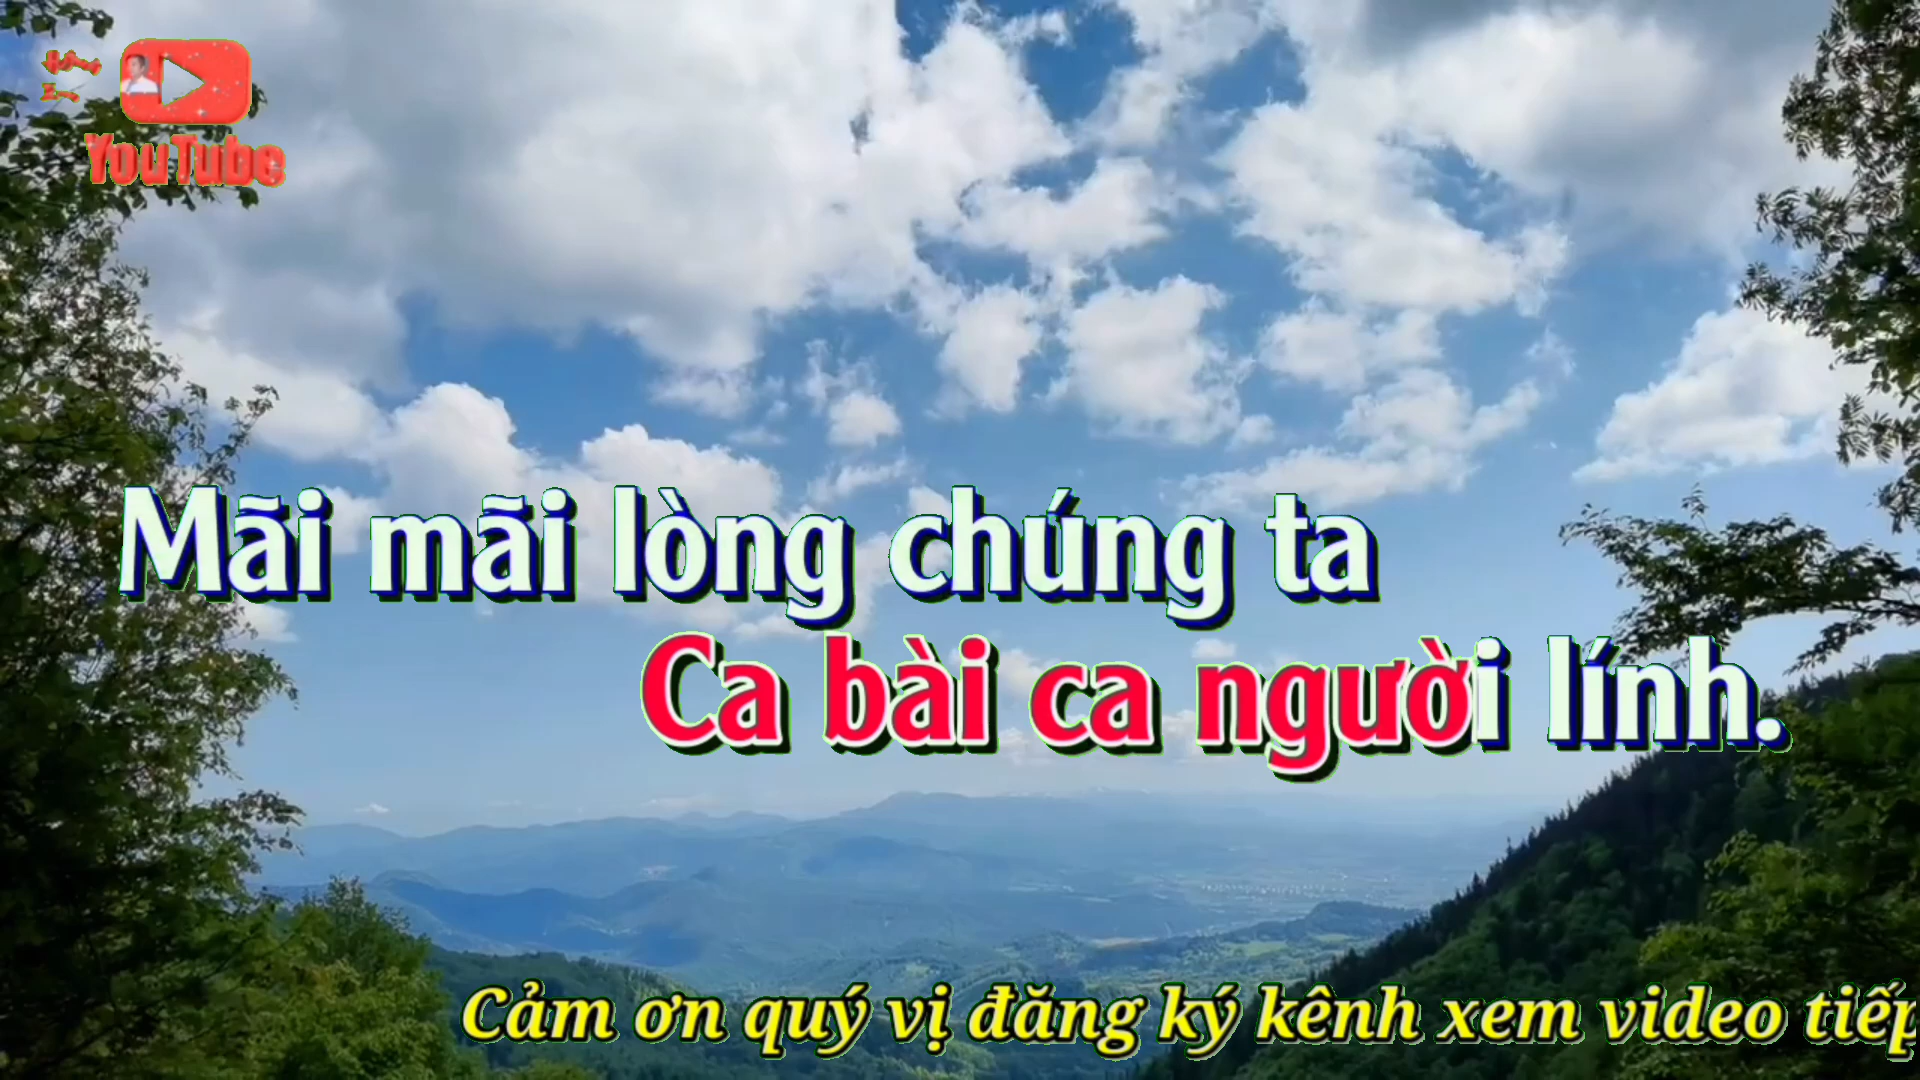 YouTube
Mãi mãi lòng chúng ta
Ca bài ca người lính.
Cảm ơn quý vị đăng ký kênh xem video tiếp